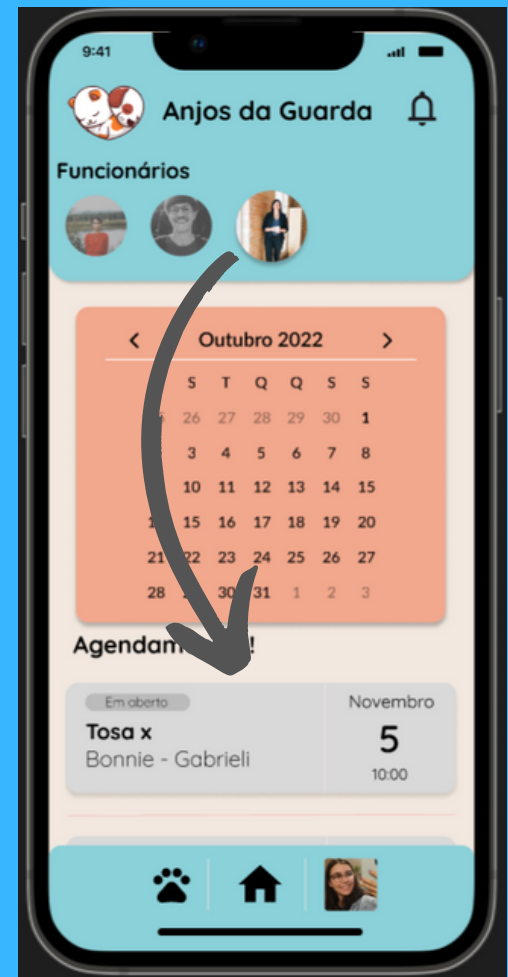 9:41
Anjos da Guarda
Funcionários
< Outubro 2022 >
S T Q Q S S
26 27 28 29 30 1
3 4 5 6 7 8
10 11 12 13 14 15
15 16 17 18 19 20
21 22 23 24 25 26 27
28 30 31 1 2 3
Em aberto
Novembro
Tosa x
5
Bonnie - Gabrieli
10:00